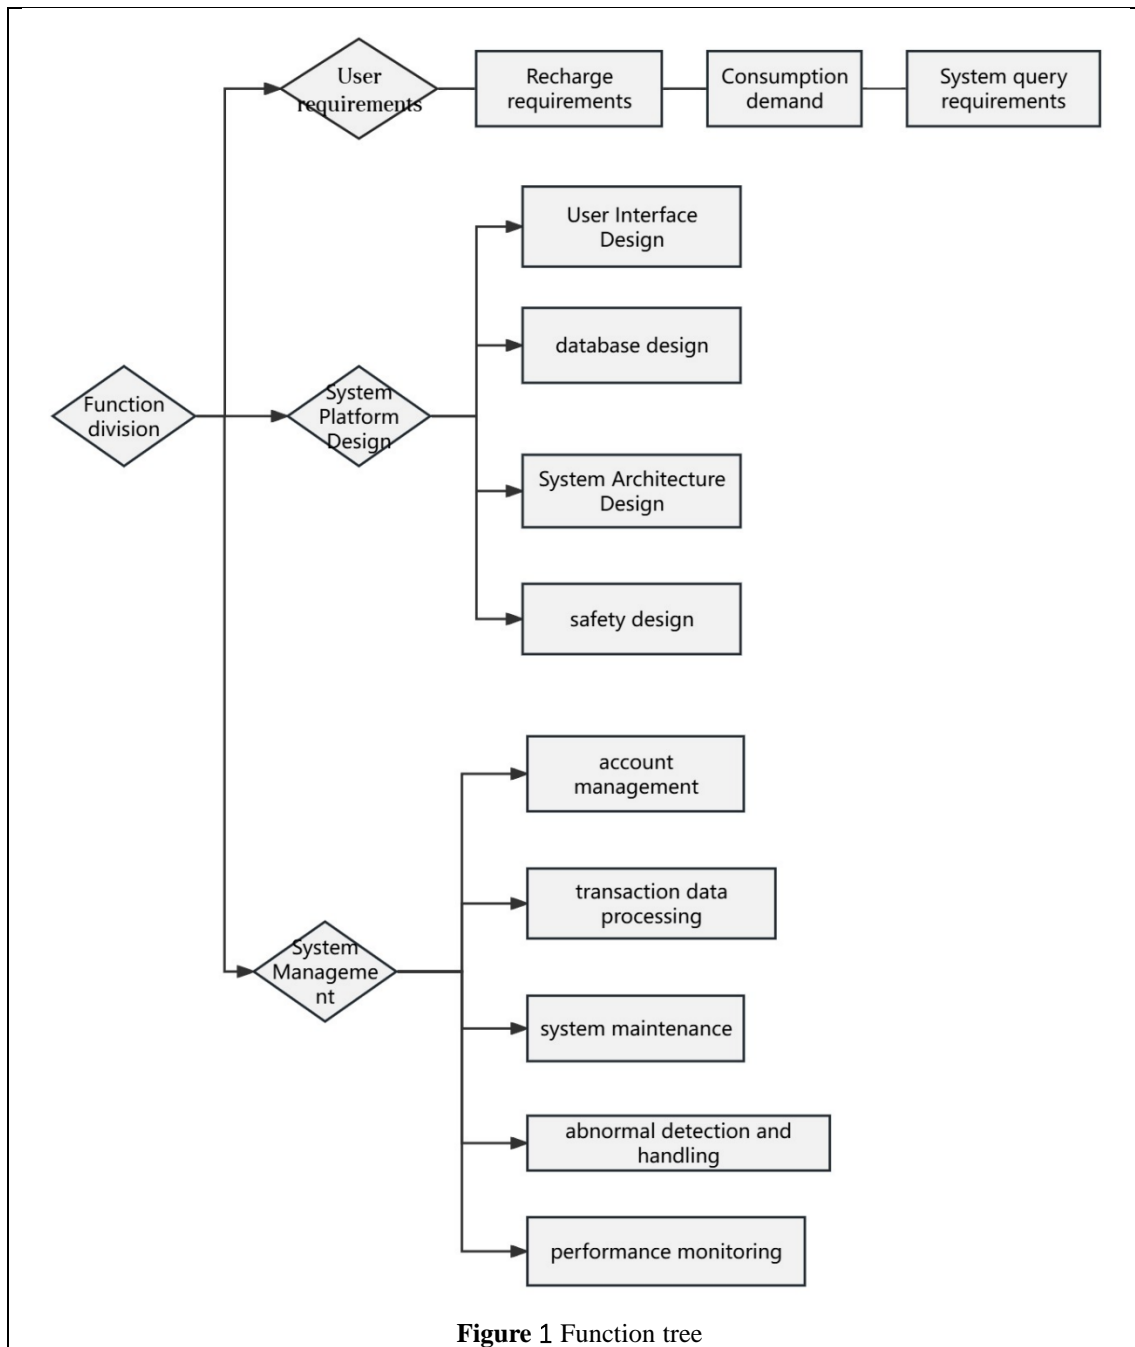 User
requirements
Recharge
requirements
Consumption
demand
System query
requirements
User Interface
Design
database design
Function
division
System
Platform
Design
System Architecture
Design
safety design
account
management
transaction data
processing
System
Manageme
nt
system maintenance
abnormal detection and
handling
performance monitoring
Figure 1 Function tree